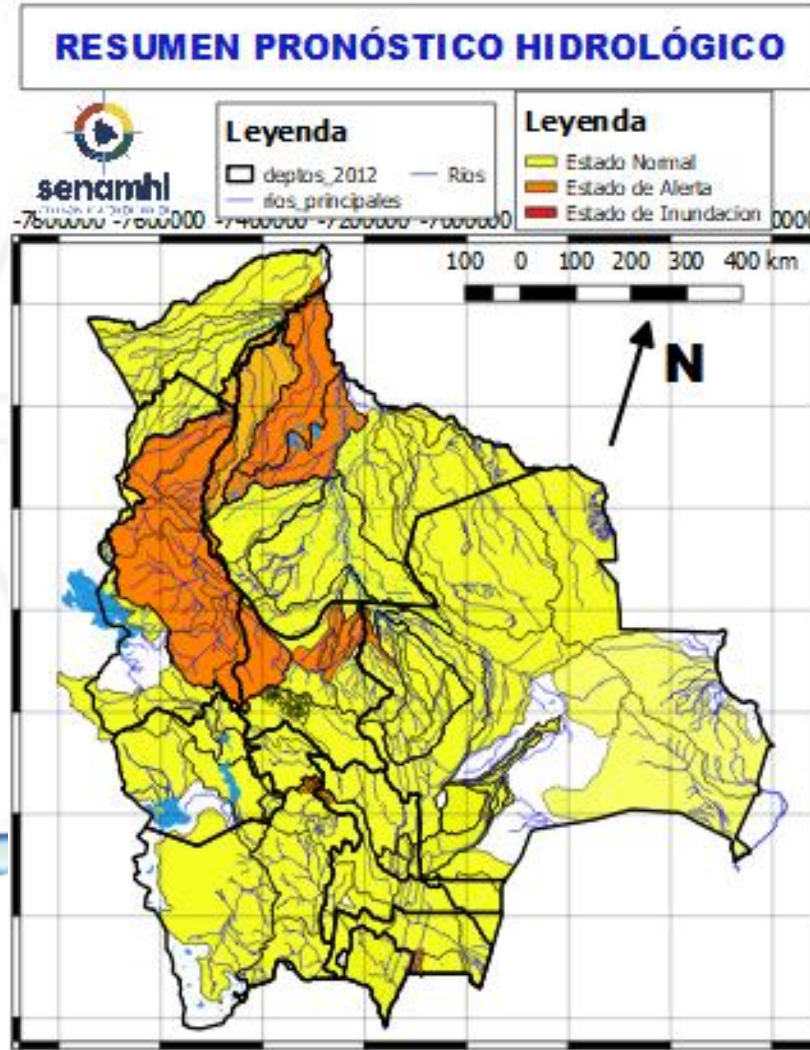 RESUMEN PRONÓSTICO HIDROLÓGICO
senamhi
Leyenda
deptos_2012
Rios
rios_principales
Leyenda
Estado Normal
Estado de Alerta
Estado de Inundacion
-7800000 -7600000 -7400000 -7200000 -7000000
100 0 100 200 300 400 km
N